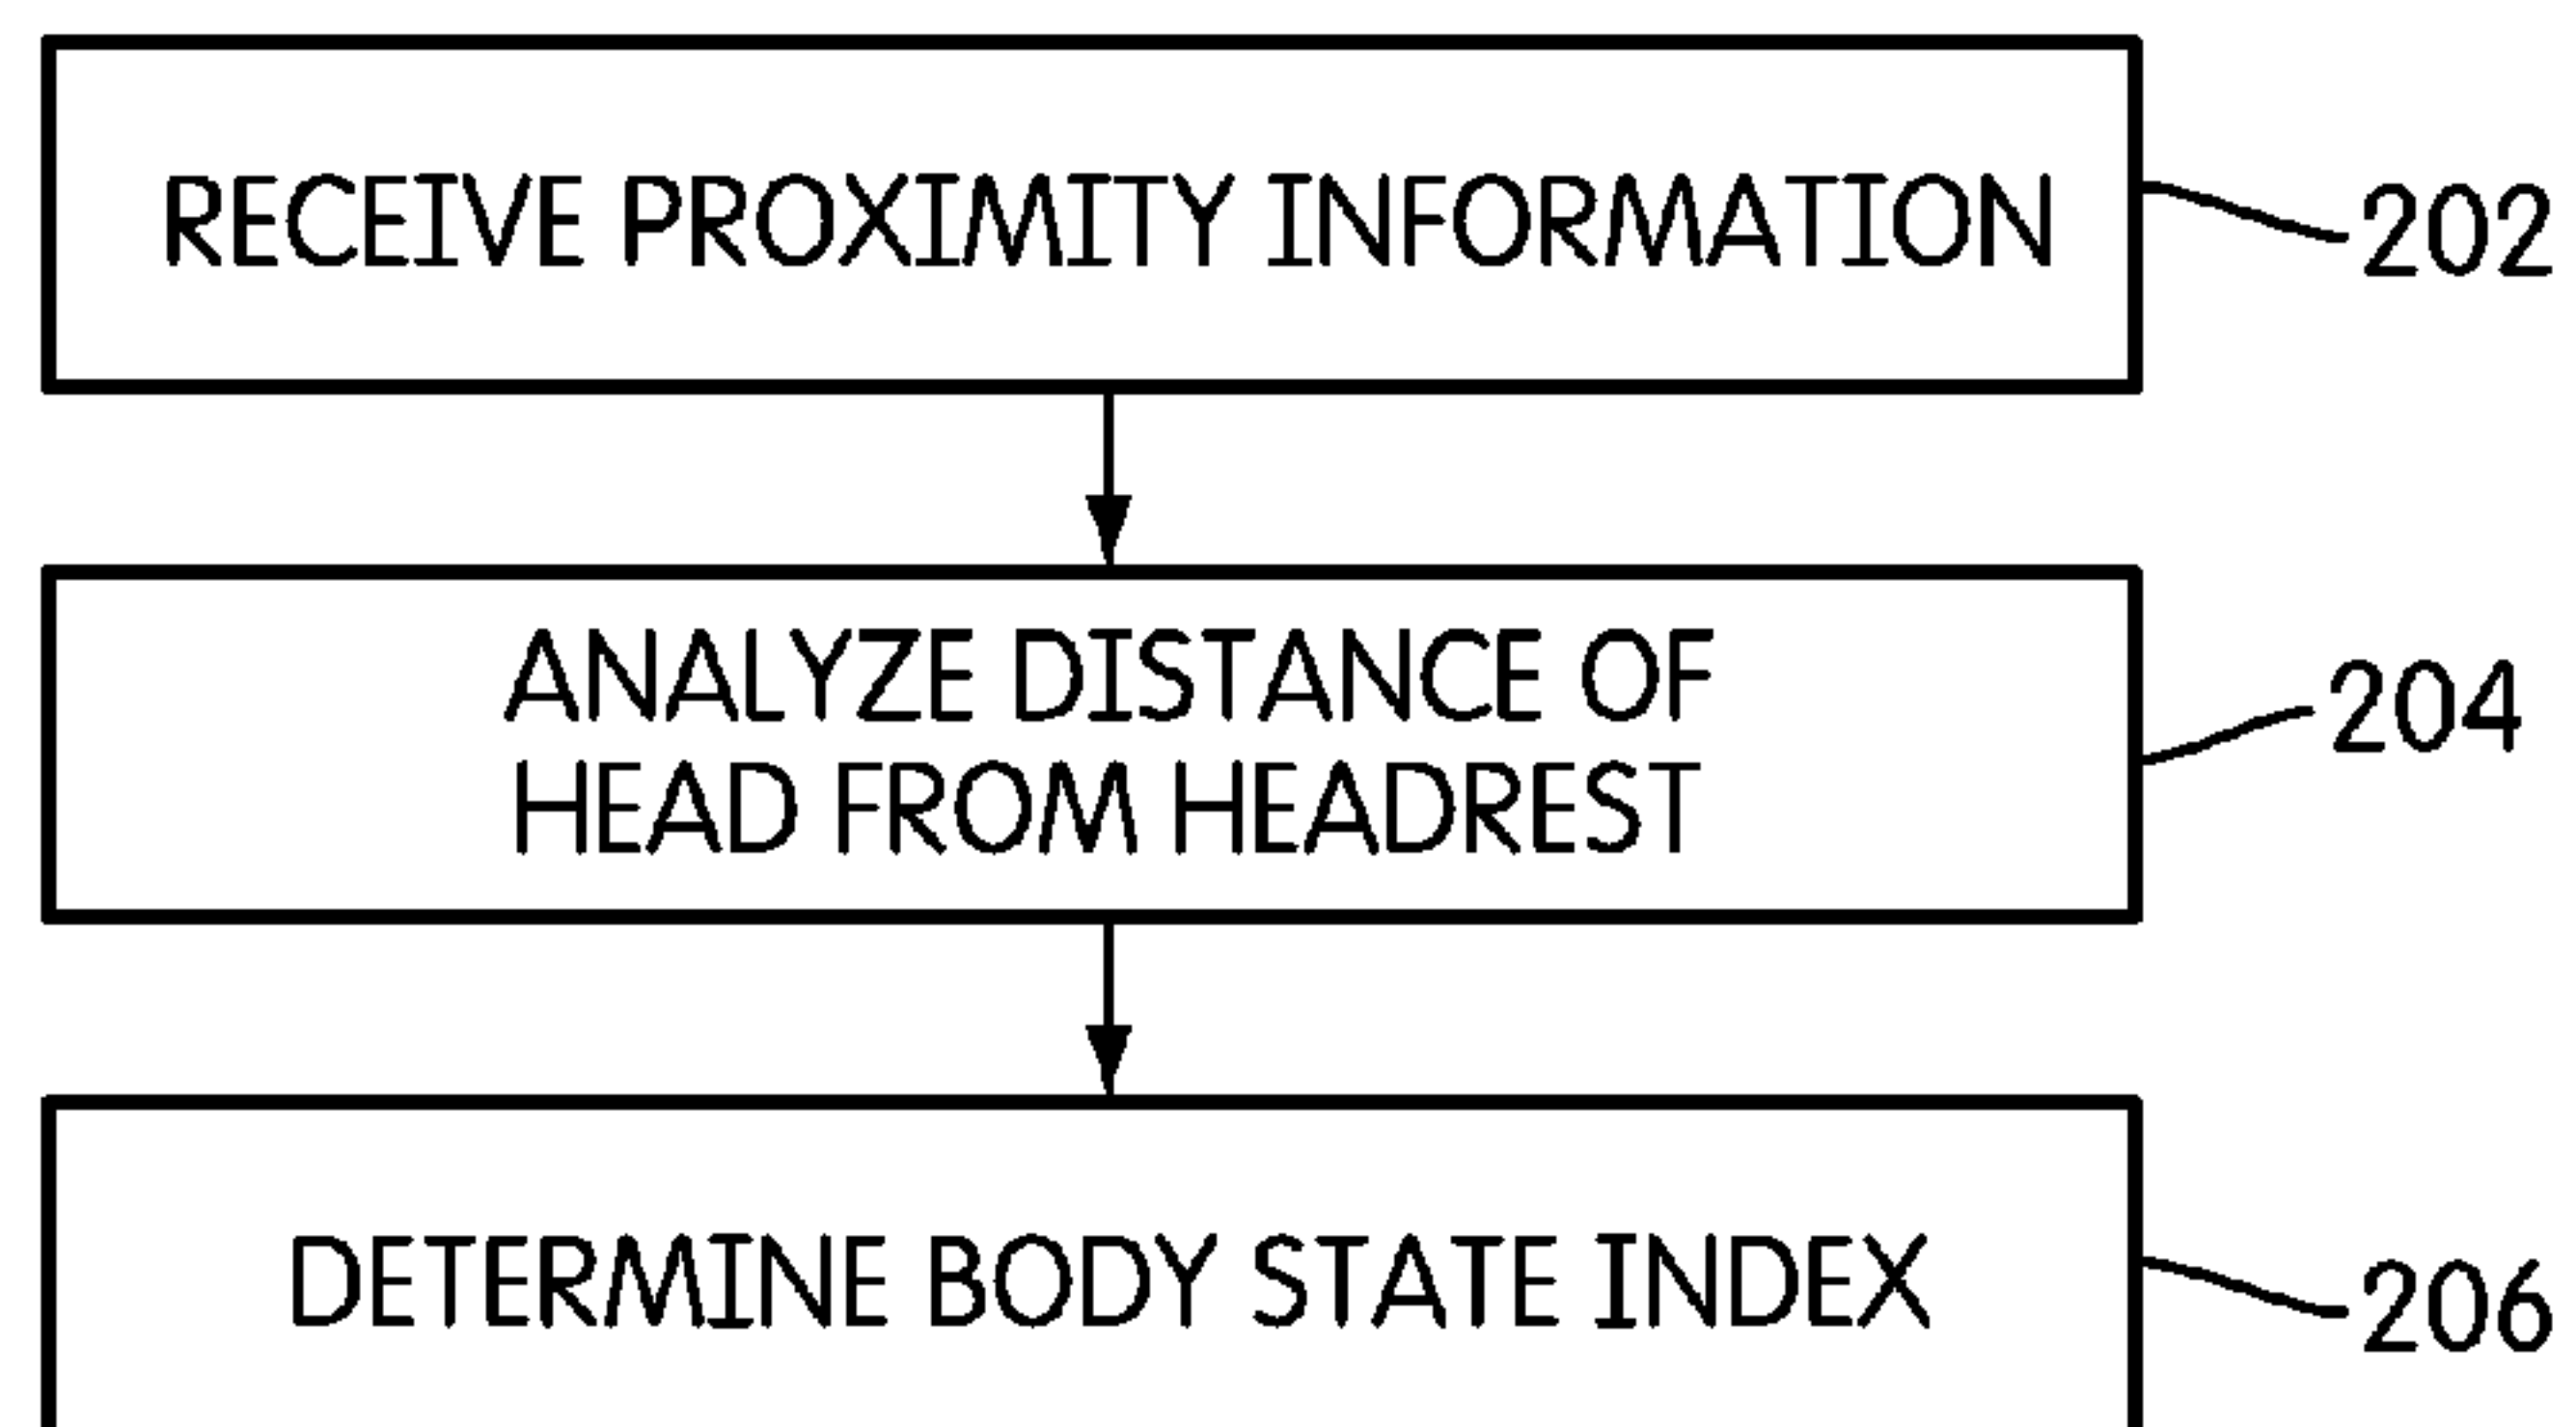 RECEIVE PROXIMITY INFORMATION
202
ANALYZE DISTANCE OF
HEAD FROM HEADREST
204
DETERMINE BODY STATE INDEX
206